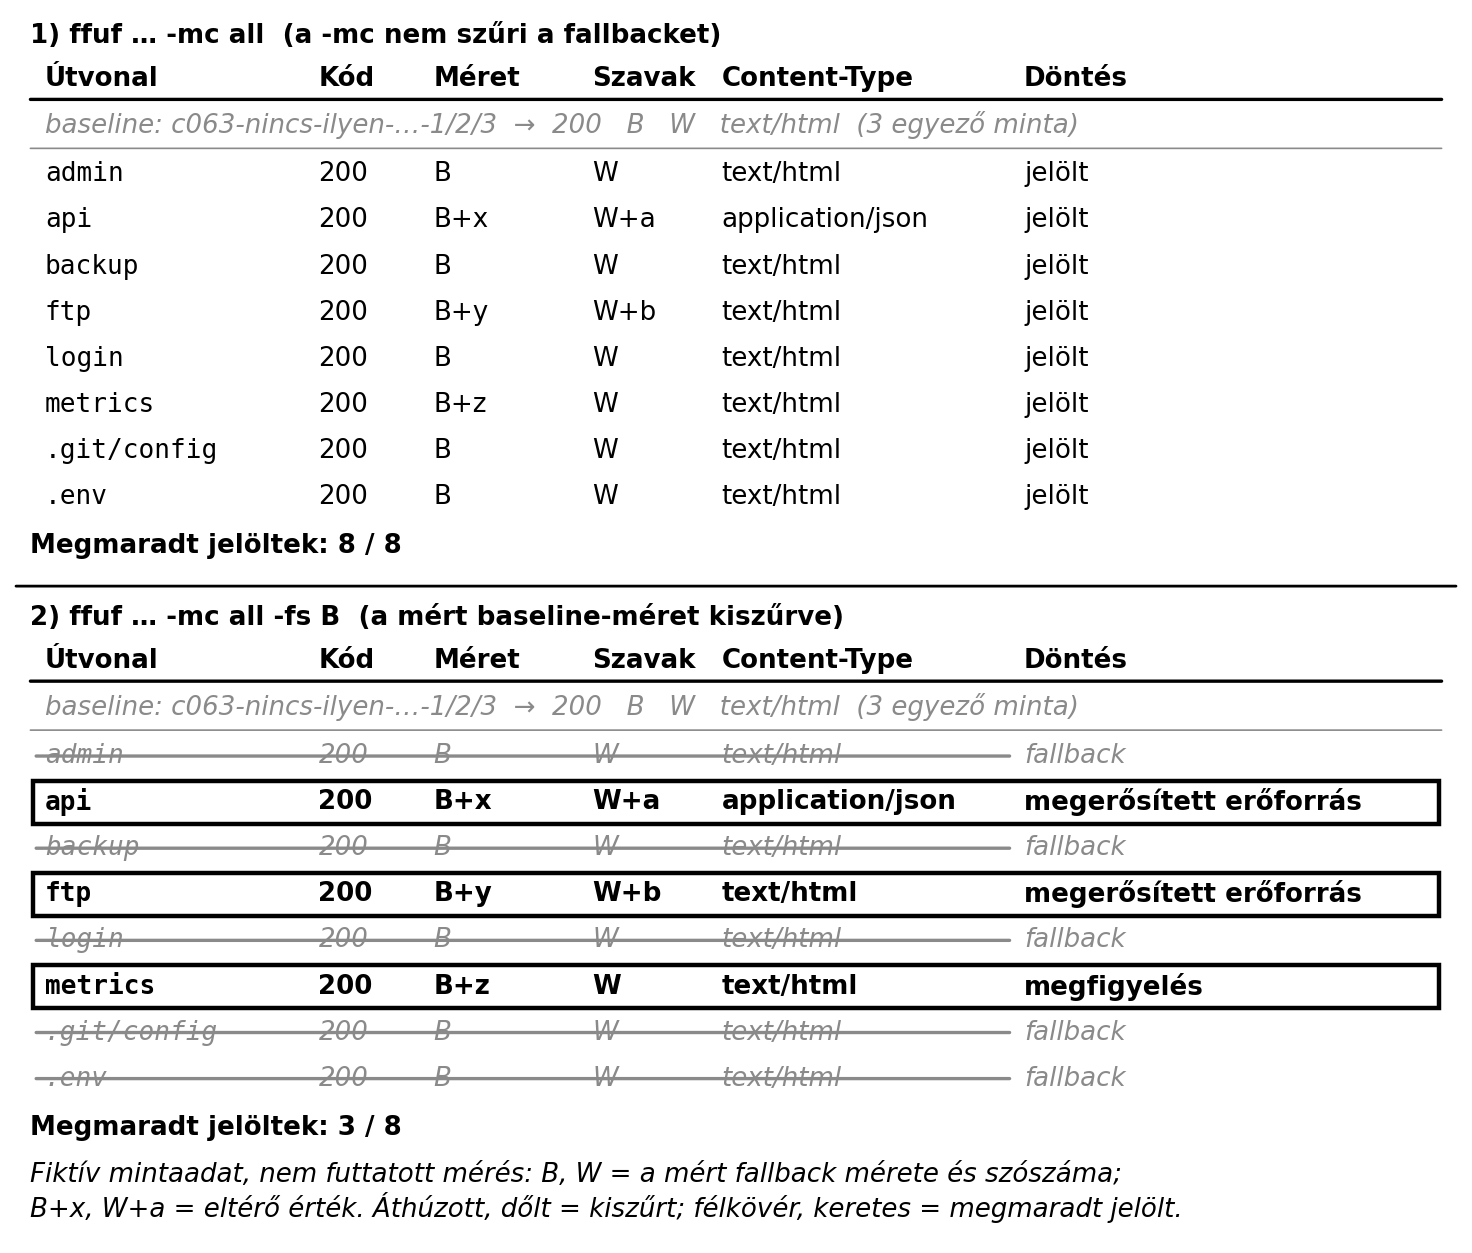 1) ffuf … -mc all (a -mc nem szűri a fallbacket)
Útvonal Kód Méret Szavak Content-Type Döntés
baseline: c063-nincs-ilyen-…-1/2/3 → 200 B W text/html (3 egyező minta)
admin 200 B W text/html jelölt
api 200 B+x W+a application/json jelölt
backup 200 B W text/html jelölt
ftp 200 B+y W+b text/html jelölt
login 200 B W text/html jelölt
metrics 200 B+z W text/html jelölt
.git/config 200 B W text/html jelölt
.env 200 B W text/html jelölt
Megmaradt jelöltek: 8 / 8
2) ffuf … -mc all -fs B (a mért baseline-méret kiszűrve)
Útvonal Kód Méret Szavak Content-Type Döntés
baseline: c063-nincs-ilyen-…-1/2/3 → 200 B W text/html (3 egyező minta)
admin 200 B W text/html fallback
api 200 B+x W+a application/json megerősített erőforrás
backup 200 B W text/html fallback
ftp 200 B+y W+b text/html megerősített erőforrás
login 200 B W text/html fallback
metrics 200 B+z W text/html megfigyelés
.git/config 200 B W text/html fallback
.env 200 B W text/html fallback
Megmaradt jelöltek: 3 / 8
Fiktív mintaadat, nem futtatott mérés: B, W = a mért fallback mérete és szószáma;
B+x, W+a = eltérő érték. Áthúzott, dőlt = kiszűrt; félkövér, keretes = megmaradt jelölt.